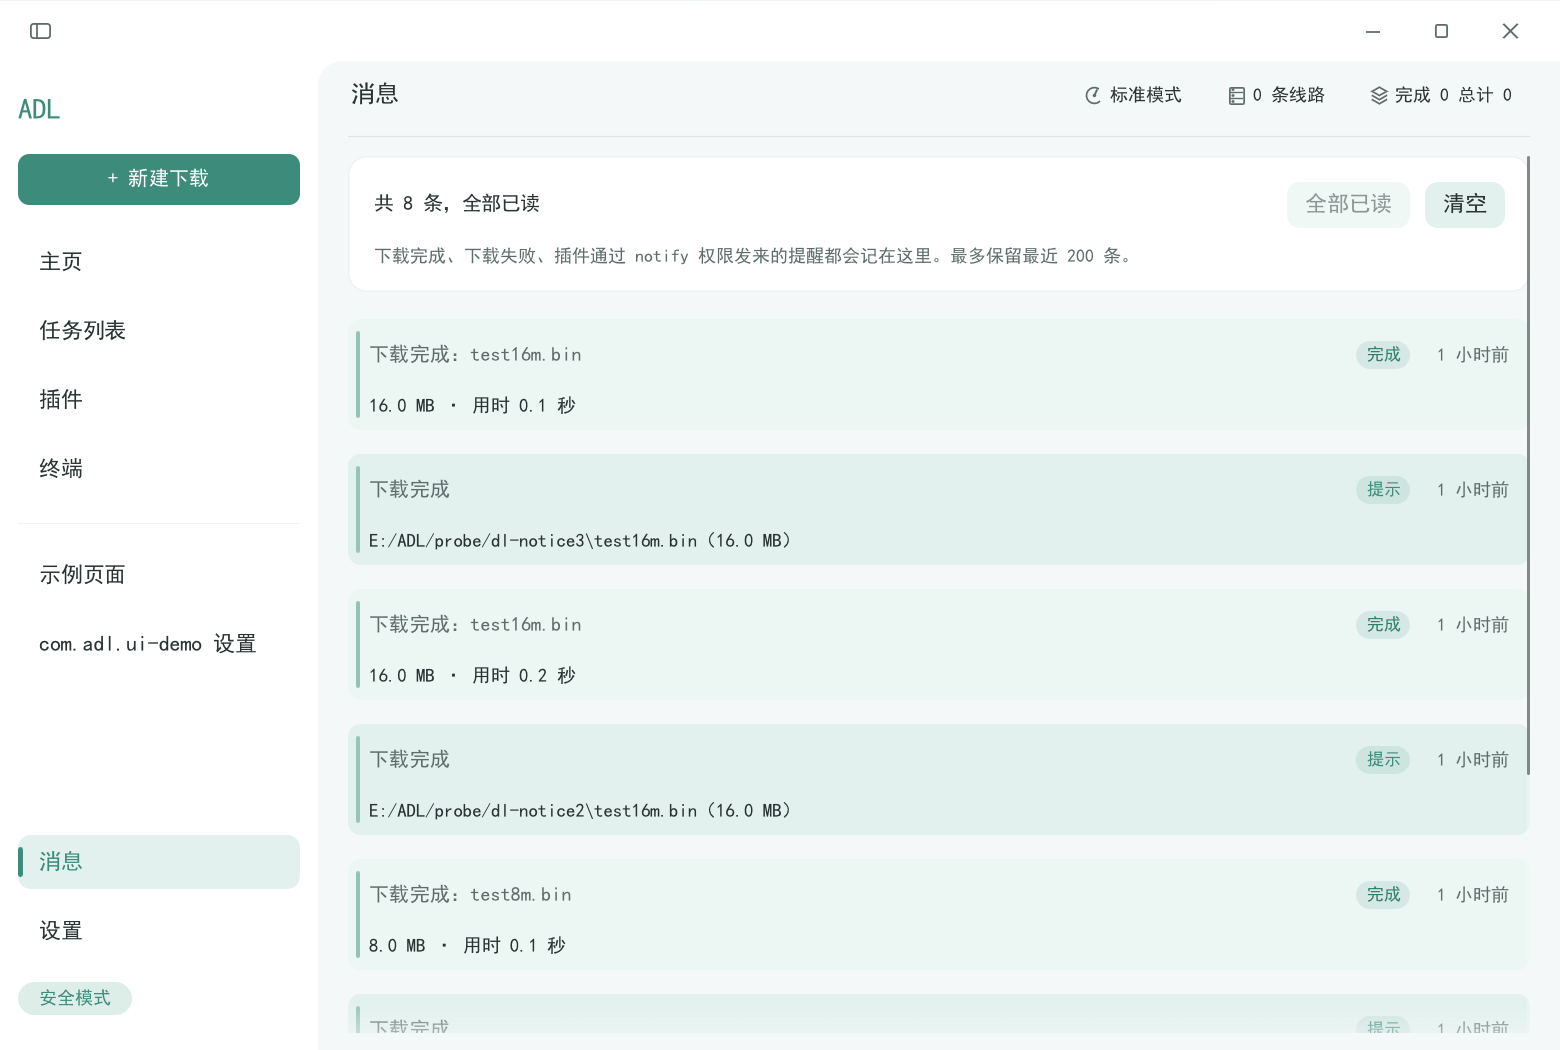 ADL
+ 新建下载
主页
任务列表
插件
终端
示例页面
com.adl.ui-demo 设置
消息
设置
安全模式
消息
标准模式
0 条线路
完成 0 总计 0
共 8 条，全部已读
全部已读
清空
下载完成、下载失败、插件通过 notify 权限发来的提醒都会记在这里。最多保留最近 200 条。
下载完成：test16m.bin
完成
1 小时前
16.0 MB · 用时 0.1 秒
下载完成
提示
1 小时前
E:/ADL/probe/dl-notice3\test16m.bin（16.0 MB）
下载完成：test16m.bin
完成
1 小时前
16.0 MB · 用时 0.2 秒
下载完成
提示
1 小时前
E:/ADL/probe/dl-notice2\test16m.bin（16.0 MB）
下载完成：test8m.bin
完成
1 小时前
8.0 MB · 用时 0.1 秒
下载完成
提示
1 小时前